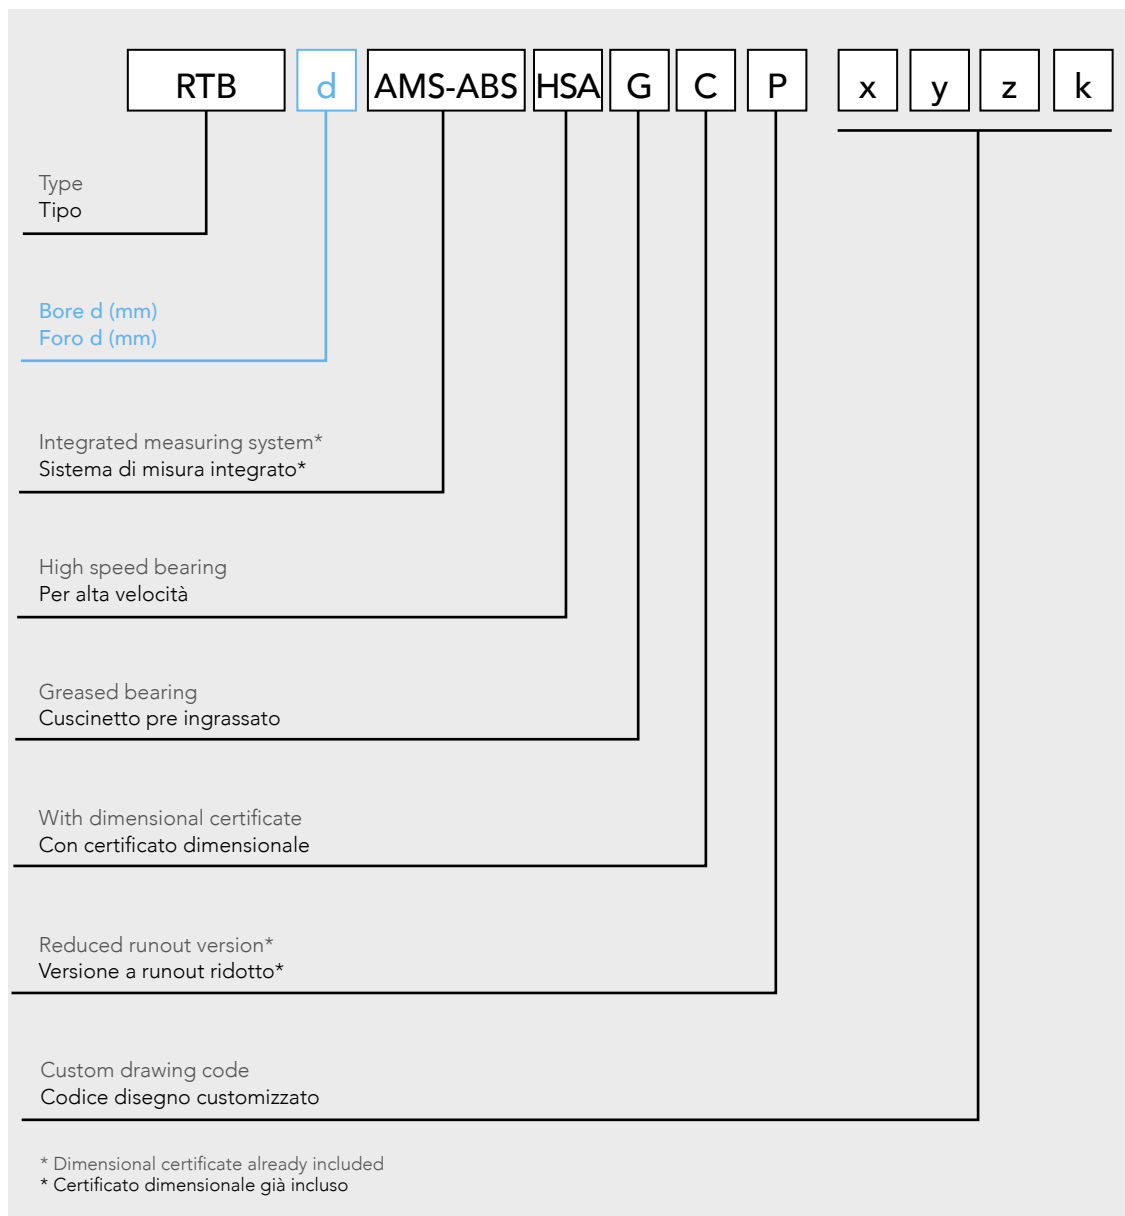 RTB d AMS-ABS HSA G C P x y z k
Type
Tipo
Bore d (mm)
Foro d (mm)
Integrated measuring system*
Sistema di misura integrato*
High speed bearing
Per alta velocità
Greased bearing
Cuscinetto pre ingrassato
With dimensional certificate
Con certificato dimensionale
Reduced runout version*
Versione a runout ridotto*
Custom drawing code
Codice disegno customizzato
* Dimensional certificate already included
* Certificato dimensionale già incluso